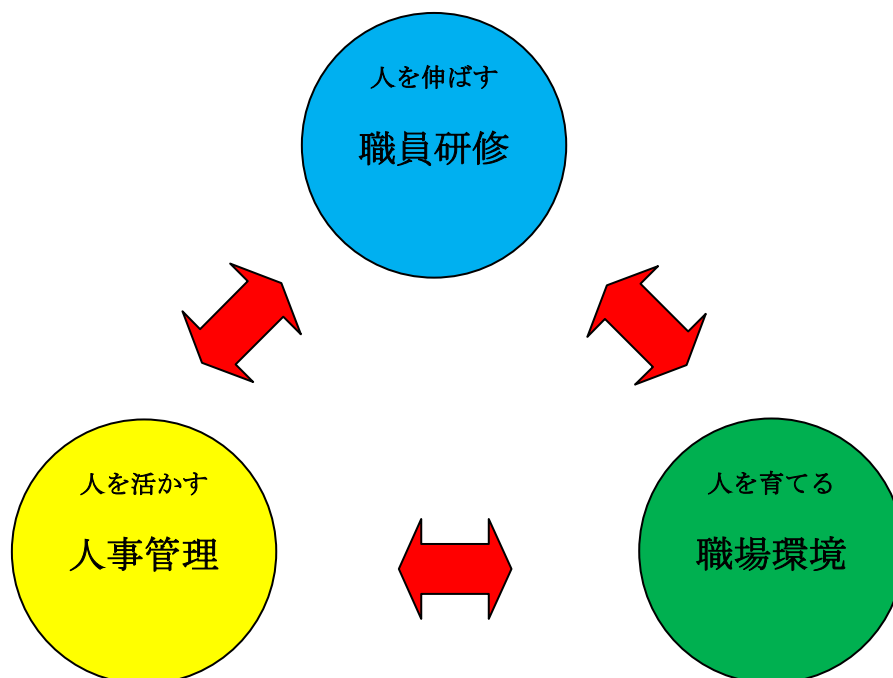 人を伸ばす
職員研修
人を活かす
人事管理
人を育てる
職場環境